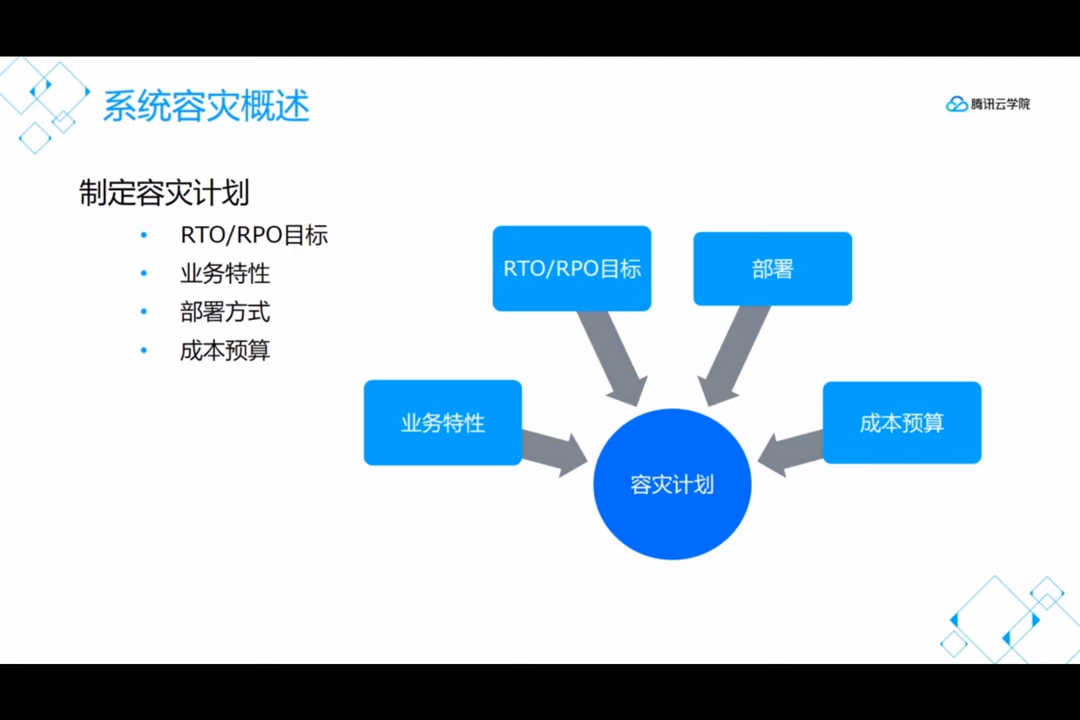 系统容灾概述
腾讯云学院
制定容灾计划
• RTO/RPO目标
• 业务特性
• 部署方式
• 成本预算
RTO/RPO目标
部署
业务特性
成本预算
容灾计划